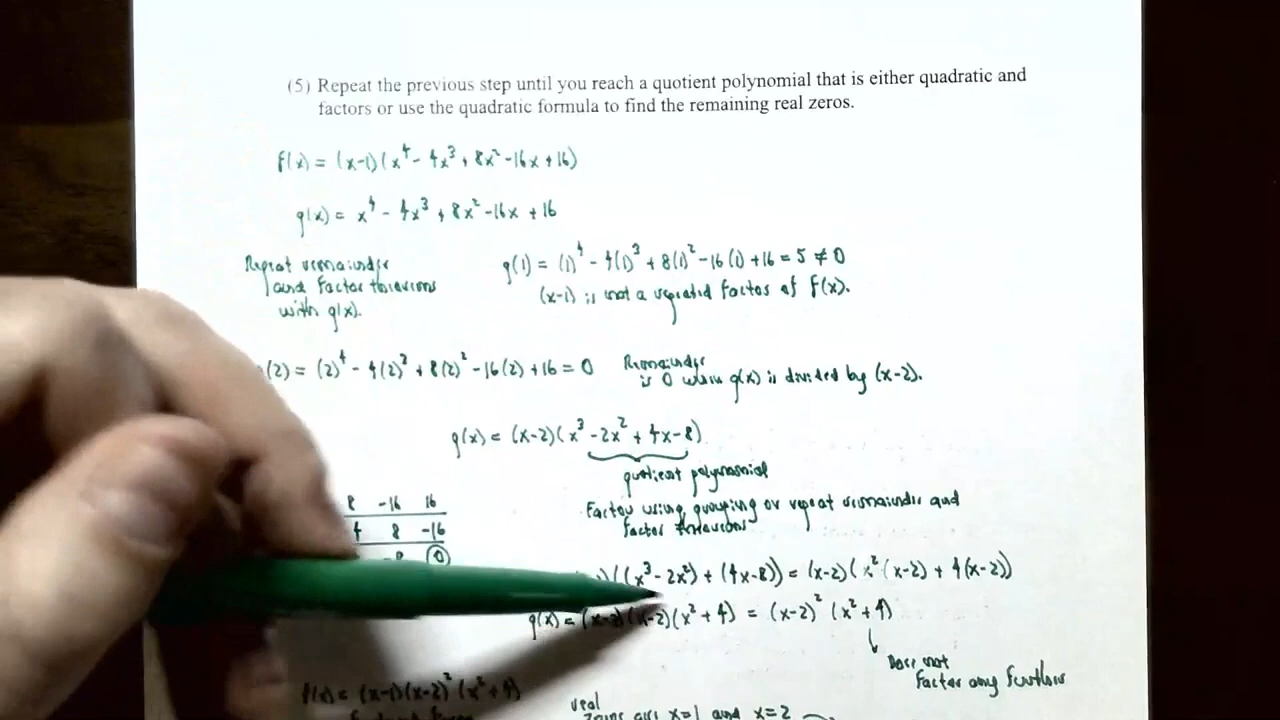 (5) Repeat the previous step until you reach a quotient polynomial that is either quadratic and
factors or use the quadratic formula to find the remaining real zeros.
f(x) = (x-1)(x⁴ - 4x³ + 8x² - 16x + 16)
g(x) = x⁴ - 4x³ + 8x² - 16x + 16
Repeat remainder
and factor theorems
with g(x).
g(1) = (1)⁴ - 4(1)³ + 8(1)² - 16(1) + 16 = 5 ≠ 0
(x-1) is not a repeated factor of f(x).
(2) = (2)⁴ - 4(2)³ + 8(2)² - 16(2) + 16 = 0
Remainder
is 0 when g(x) is divided by (x-2).
g(x) = (x-2)(x³ - 2x² + 4x - 8)
quotient polynomial
8 -16 16
4 8 -16
-8 0
Factor using grouping or repeat remainder and
factor theorems
)((x³ - 2x²) + (4x - 8)) = (x-2)(x²(x-2) + 4(x-2))
g(x) = (x-2)(x-2)(x² + 4) = (x-2)² (x² + 4)
Does not
factor any further
f(x) = (x-1)(x-2)² (x² + 4)
real
zeros are x=1 and x=2